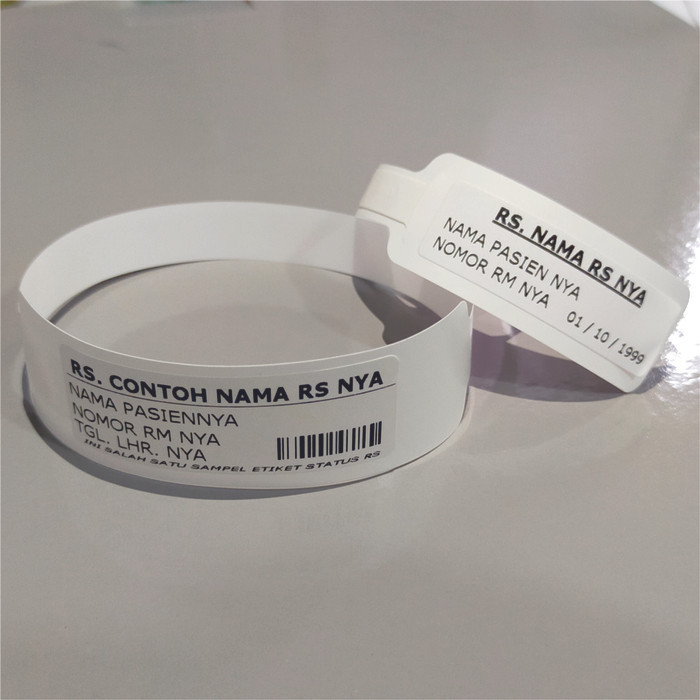 RS. CONTOH NAMA RS NYA
NAMA PASIENNYA
NOMOR RM NYA
TGL. LHR. NYA
INI SALAH SATU SAMPEL ETIKET STATUS RS
RS. NAMA RS NYA
NAMA PASIEN NYA
NOMOR RM NYA
01 / 10 / 1999